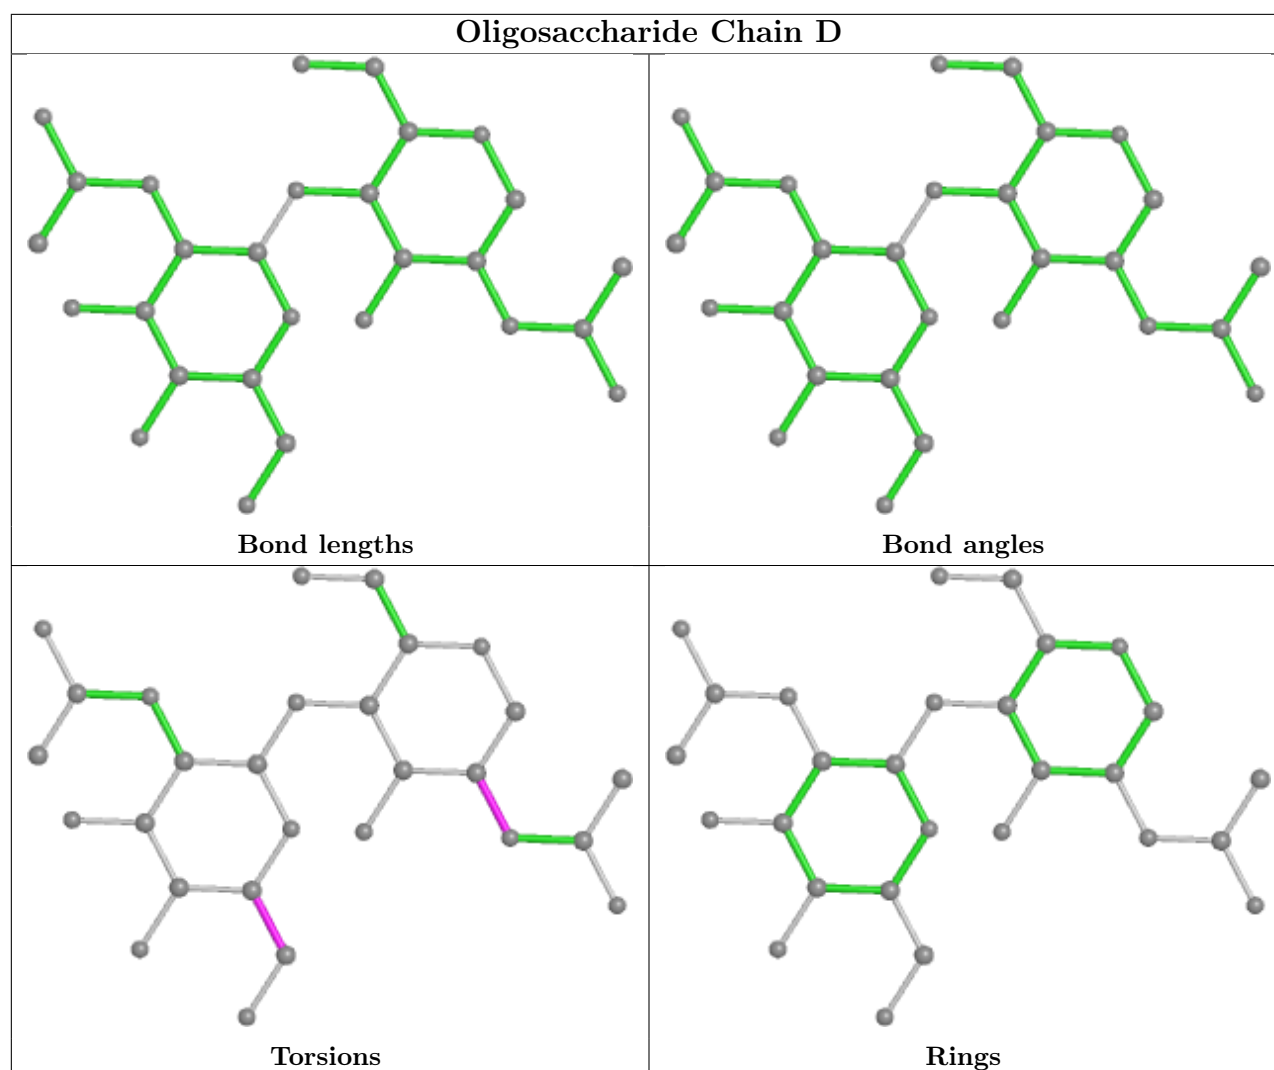 Oligosaccharide Chain D
Bond lengths
Bond angles
Torsions
Rings